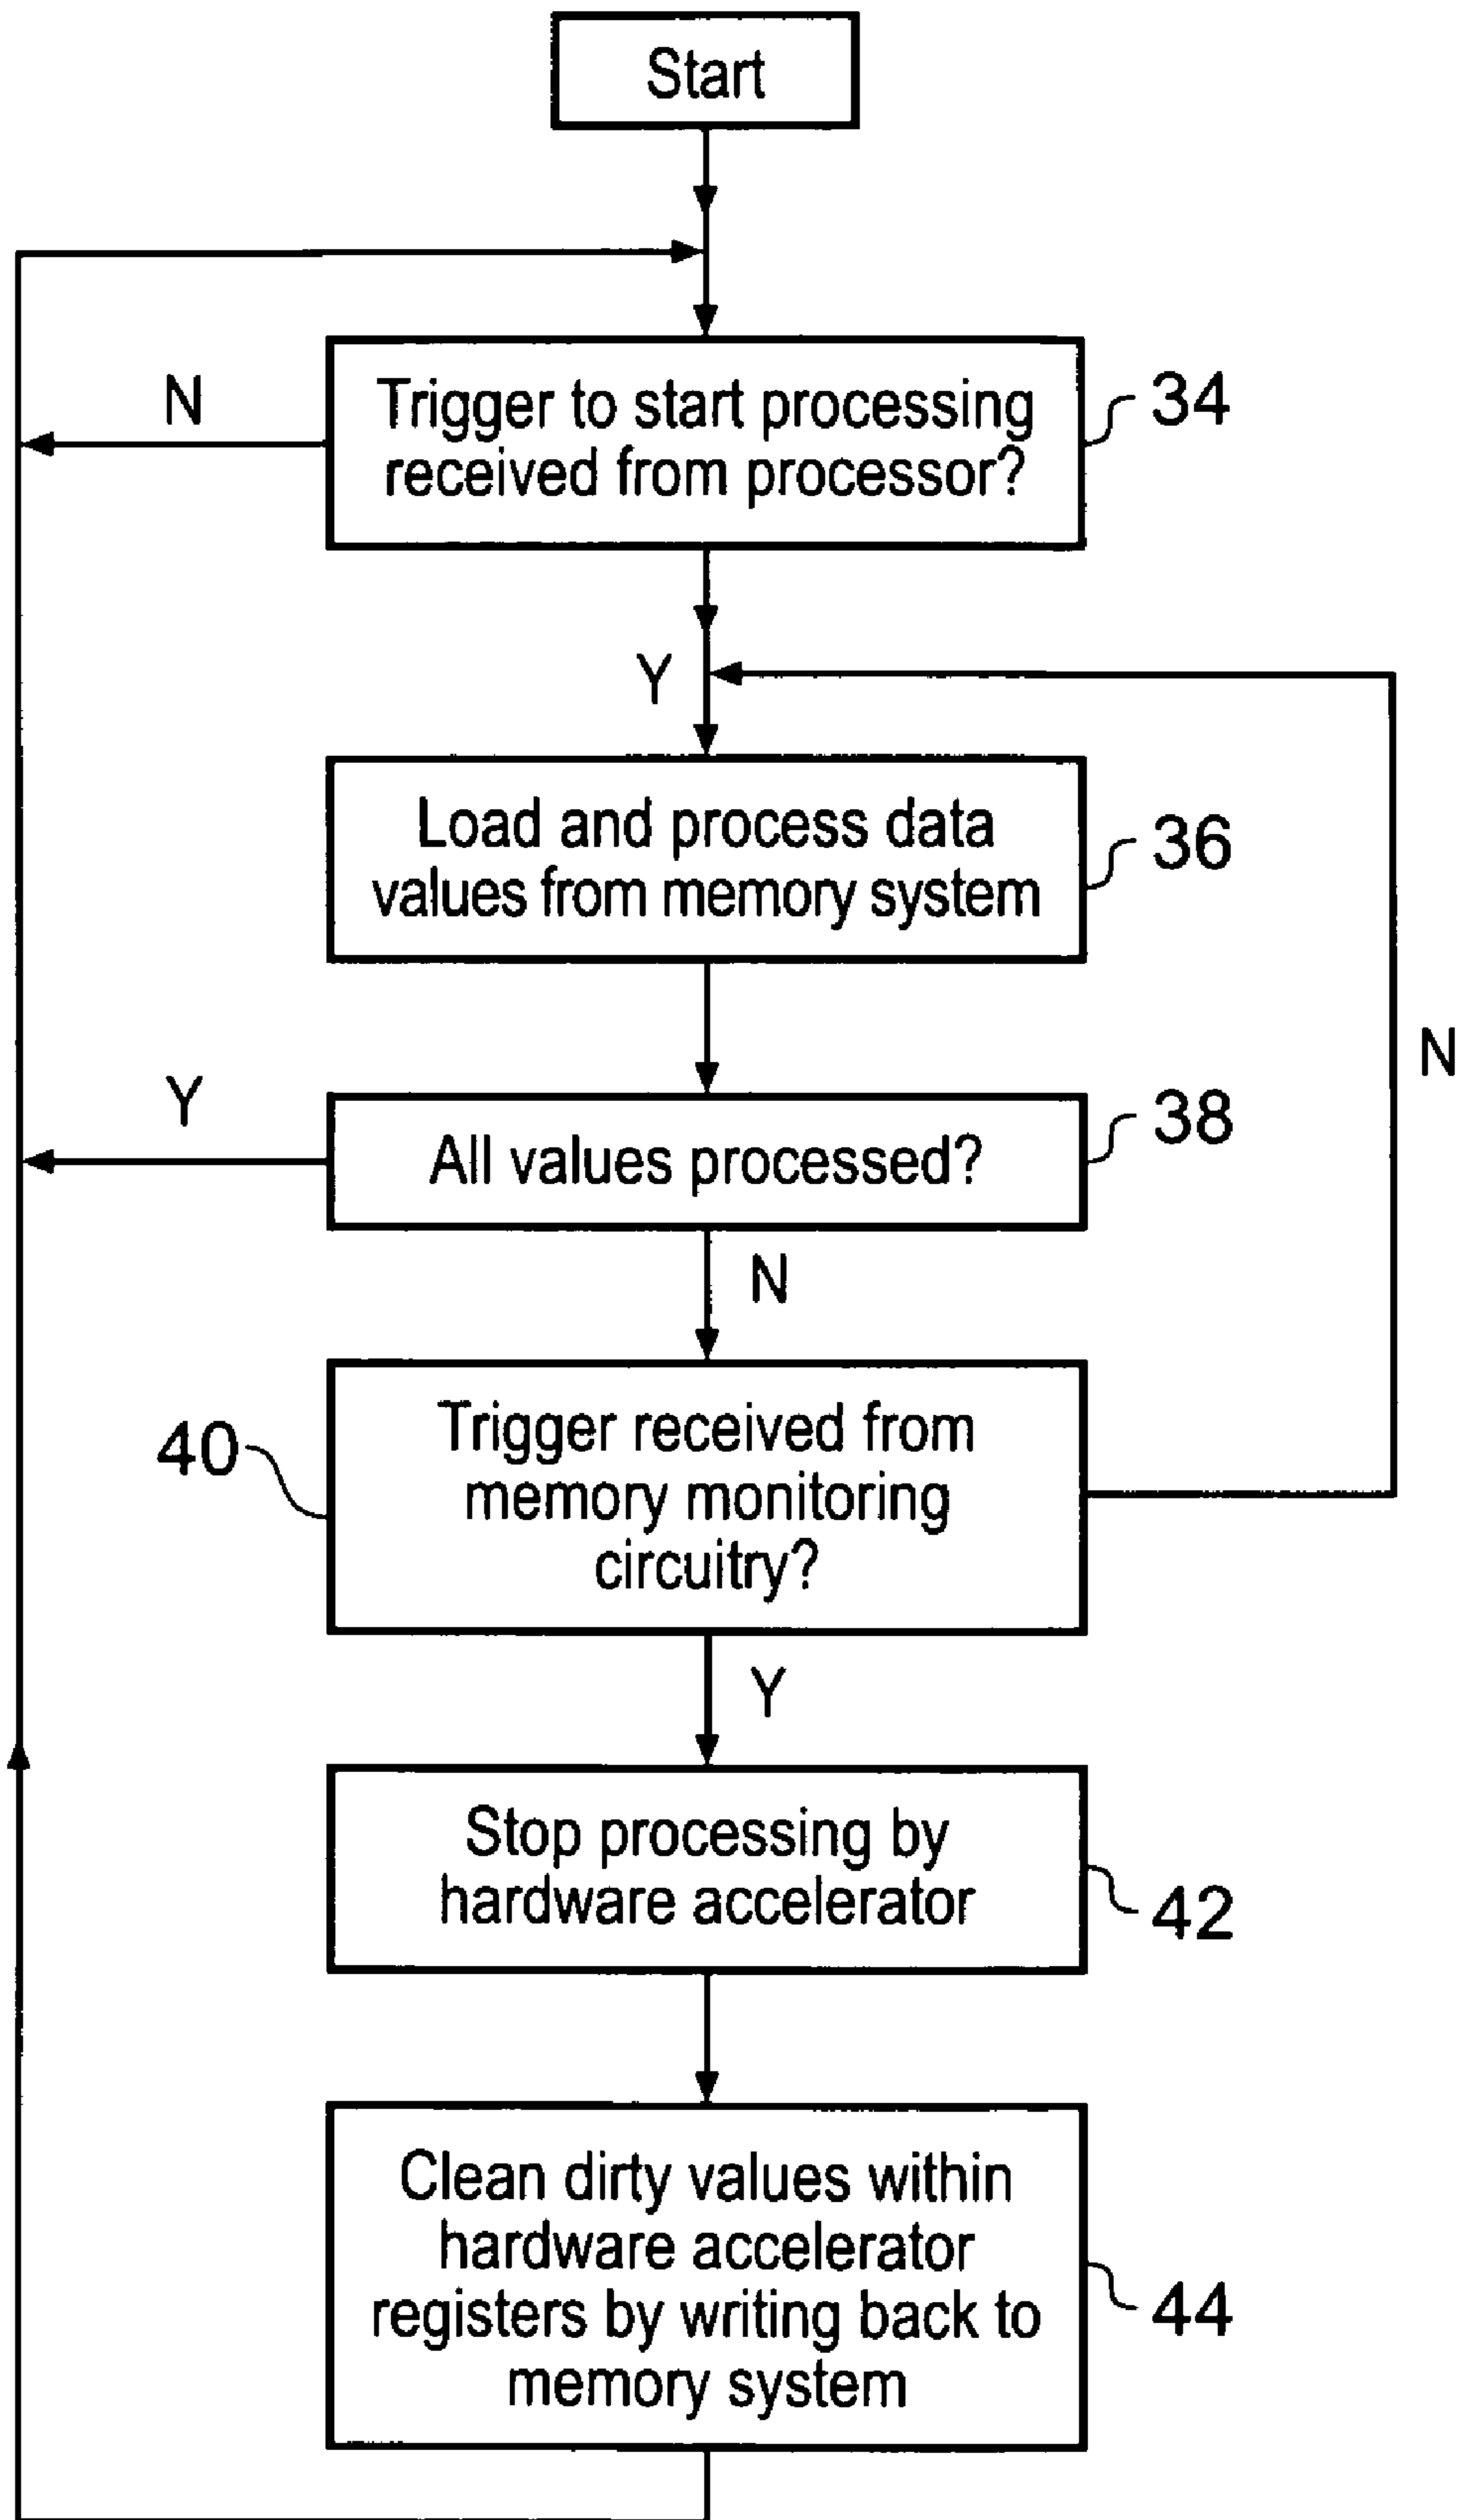 Start
N
Trigger to start processing
received from processor?
34
Y
Load and process data
values from memory system
36
N
Y
All values processed?
38
N
Trigger received from
memory monitoring
circuitry?
40
Y
Stop processing by
hardware accelerator
42
Clean dirty values within
hardware accelerator
registers by writing back to
memory system
44